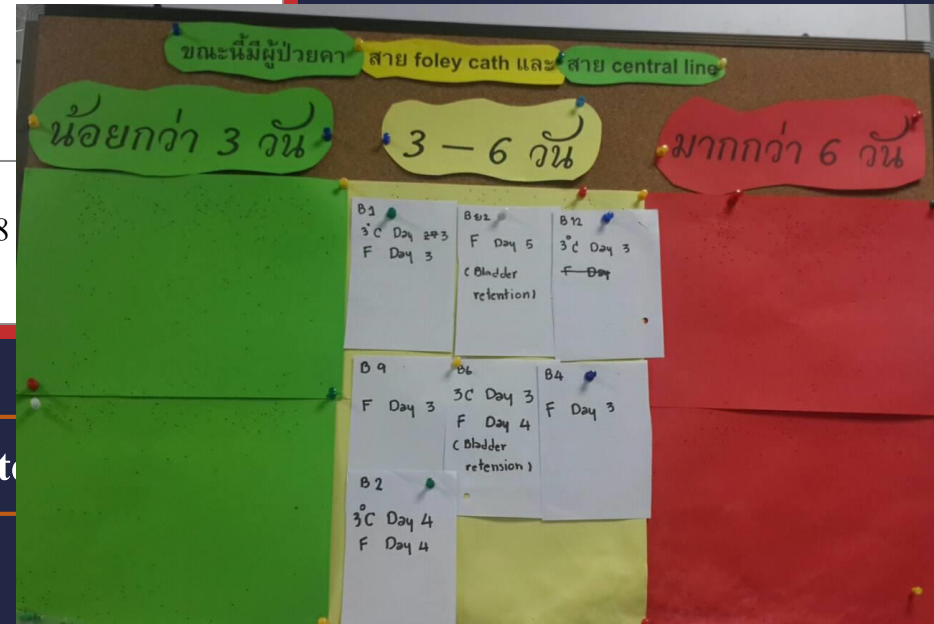 ขณะนี้มีผู้ป่วยคา สาย foley cath และ สาย central line
น้อยกว่า 3 วัน
3 – 6 วัน
มากกว่า 6 วัน
8
B1
3°C Day 3
F Day 3
F Day 5
(Bladder
retention)
B12
3°C Day 3
F Day
B9
F Day 3
B6
3C Day 3
F Day 4
(Bladder
retension)
B4
F Day 3
B2
3°C Day 4
F Day 4